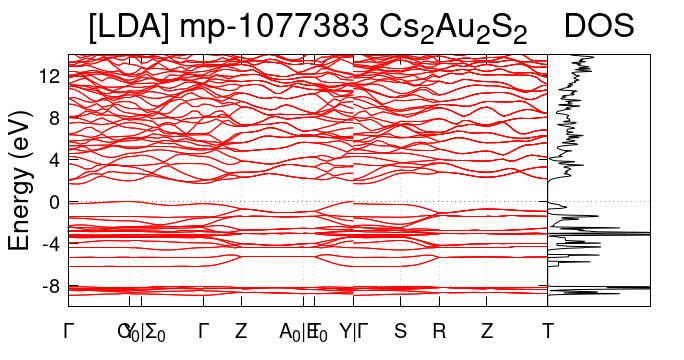 [LDA] mp-1077383 Cs₂Au₂S₂ DOS
Energy (eV)
12
8
4
0
-4
-8
Γ Y₀|Σ₀ Γ Z A₀|E₀ Y|Γ S R Z T